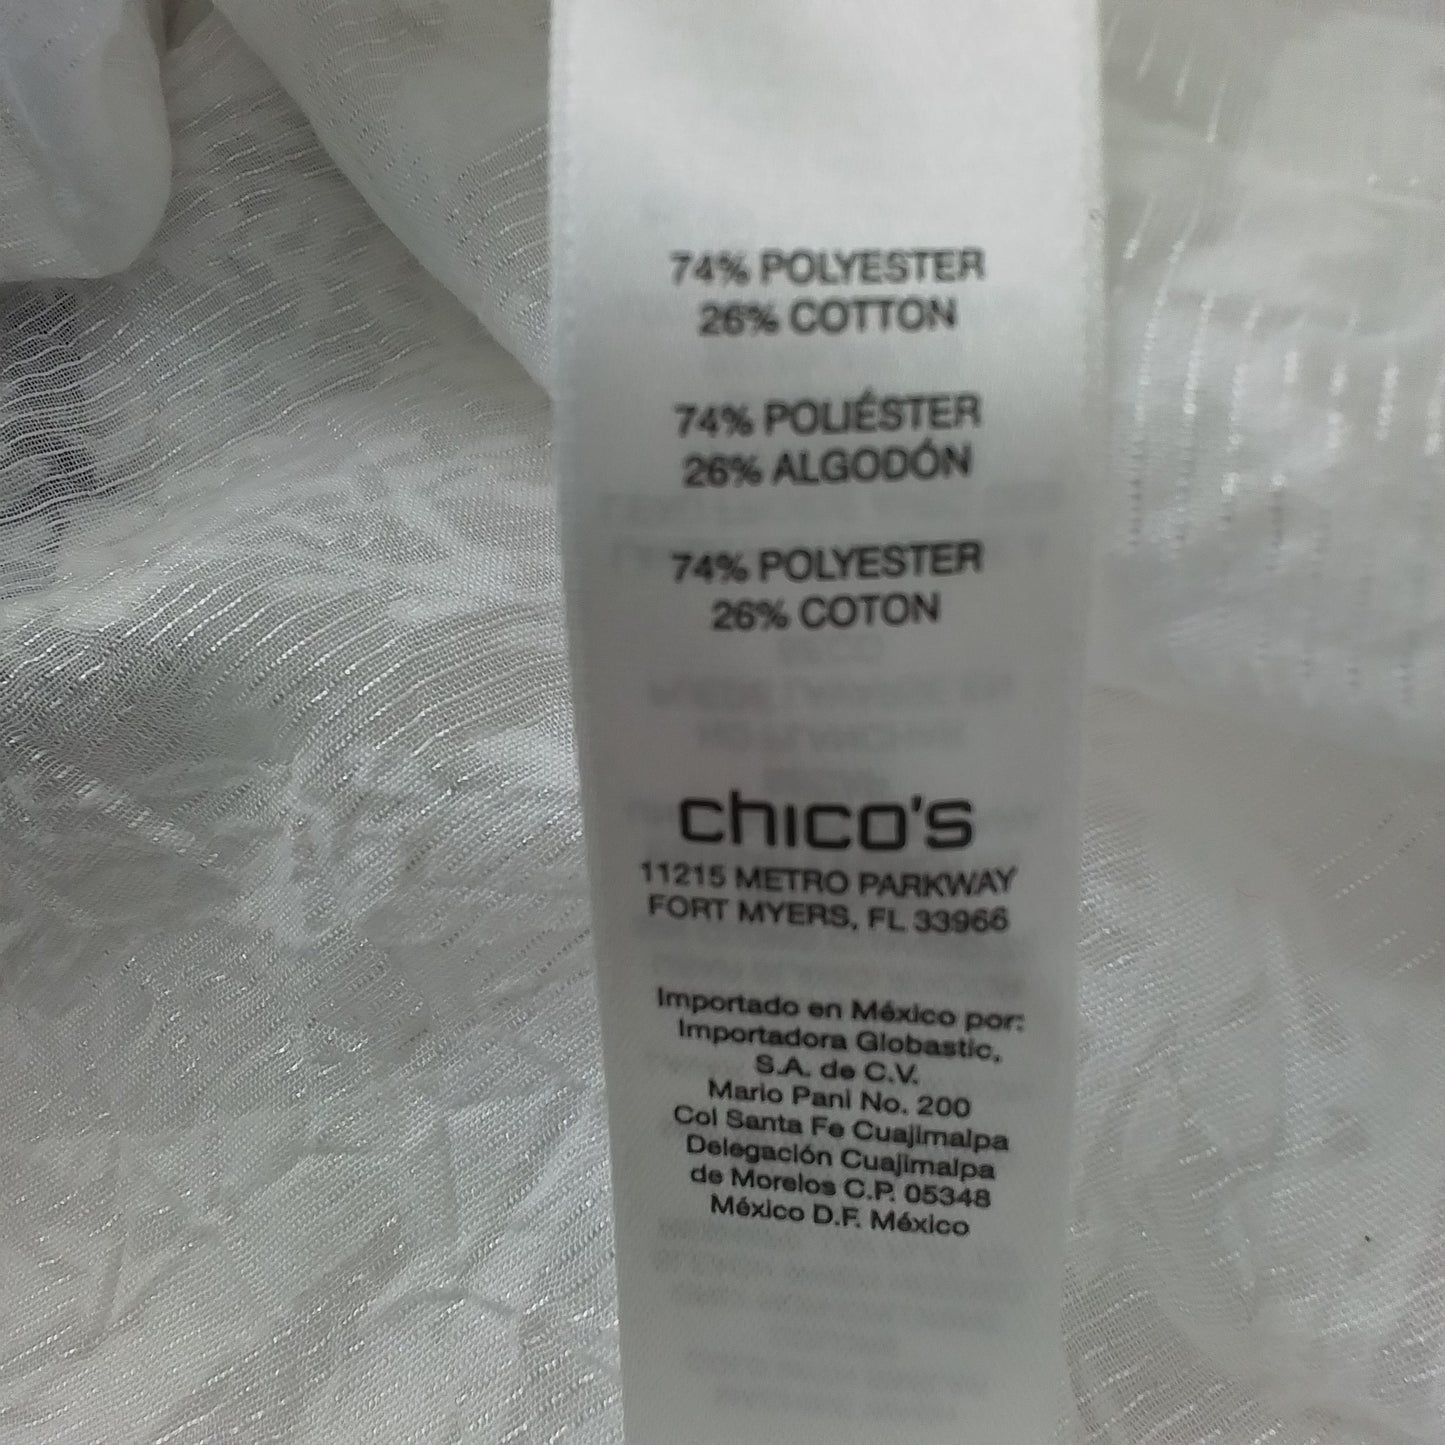 74% POLYESTER
26% COTTON
74% POLIÉSTER
26% ALGODÓN
74% POLYESTER
26% COTON
chico's
11215 METRO PARKWAY
FORT MYERS, FL 33966
Importado en México por:
Importadora Globastic,
S.A. de C.V.
Mario Pani No. 200
Col Santa Fe Cuajimalpa
Delegación Cuajimalpa
de Morelos C.P. 05348
México D.F. México